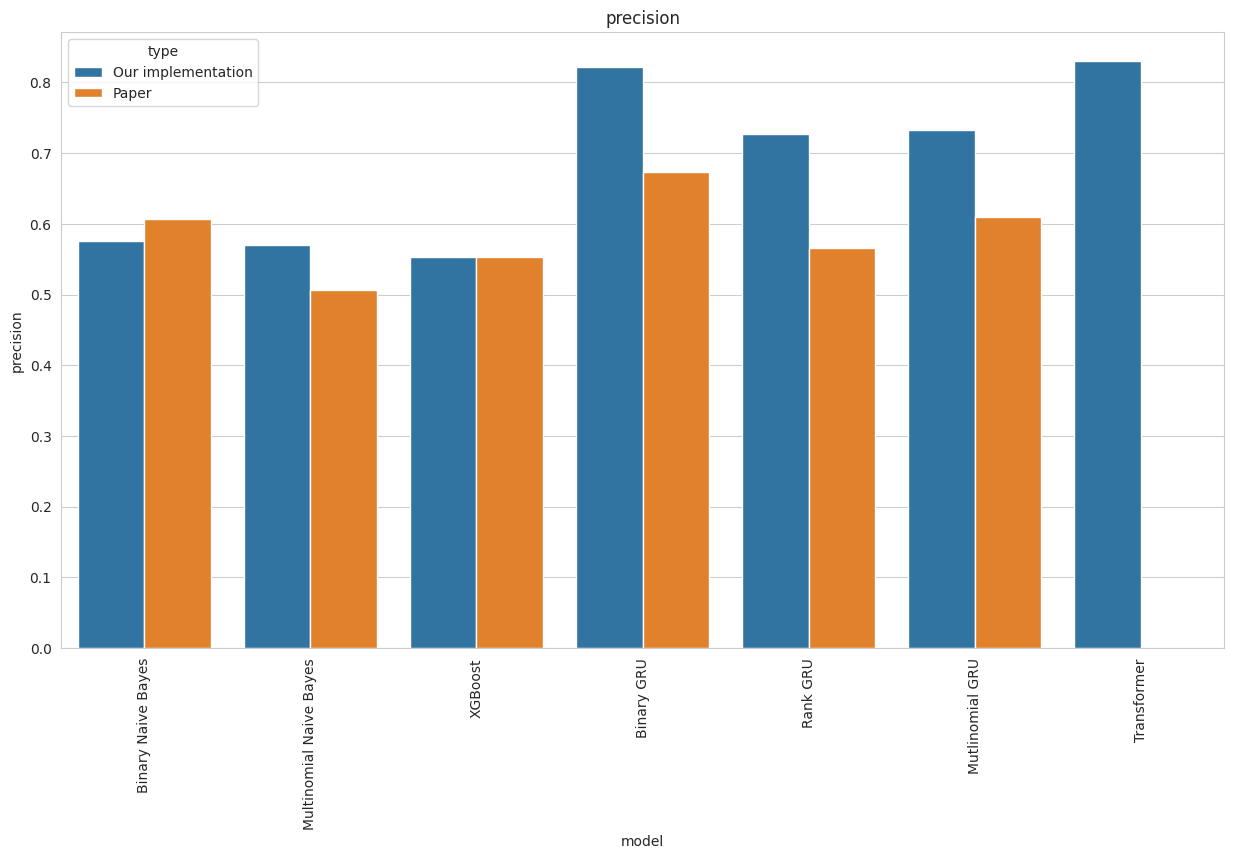 precision
type
Our implementation
Paper
precision
0.8
0.7
0.6
0.5
0.4
0.3
0.2
0.1
0.0
Binary Naive Bayes
Multinomial Naive Bayes
XGBoost
Binary GRU
Rank GRU
Mutlinomial GRU
Transformer
model